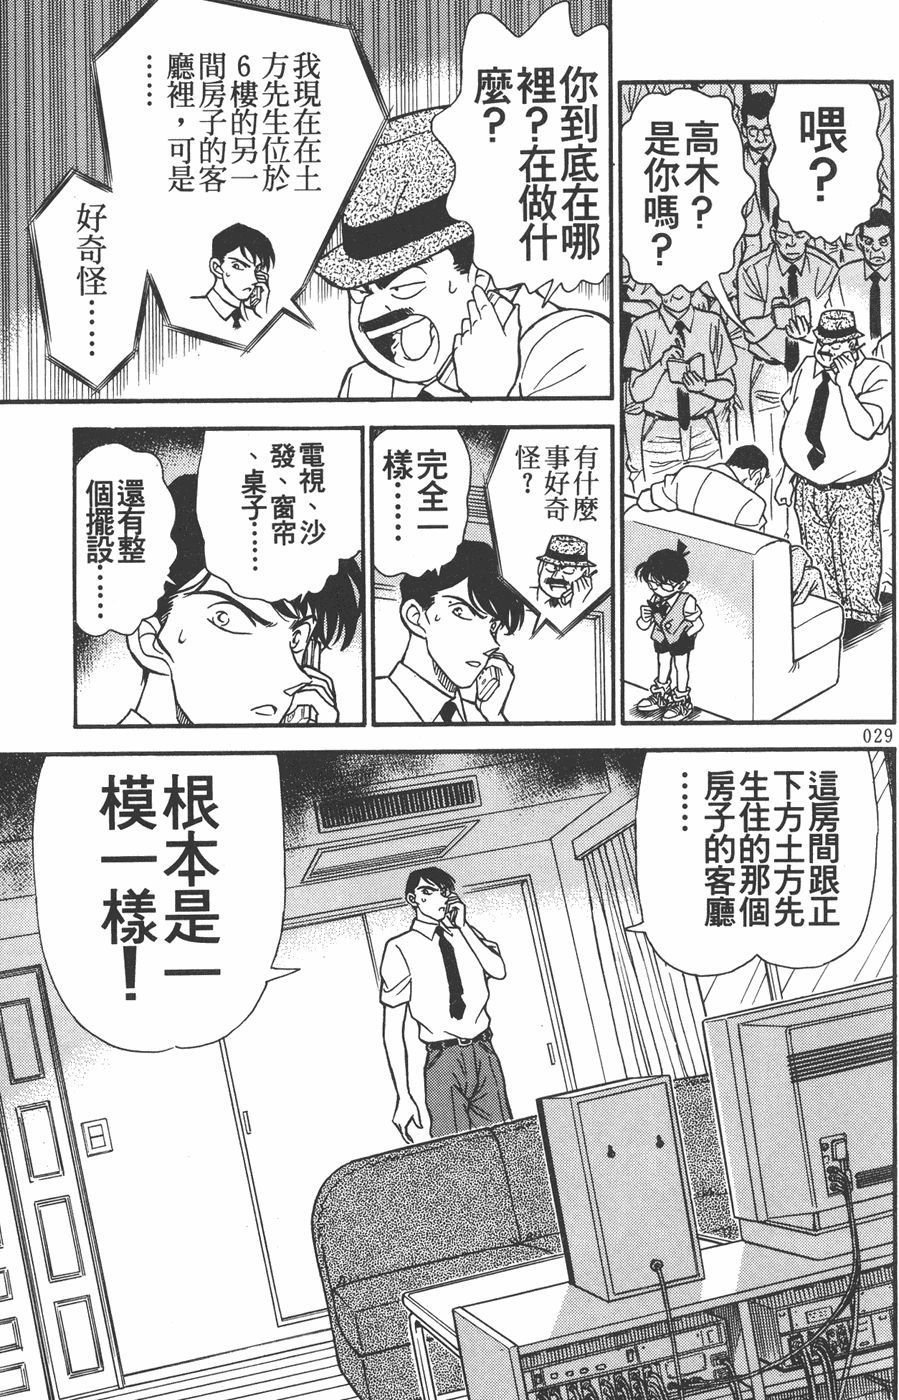 喂？
高木？
是你嗎？
你到底在哪
裡？在做什
麼？
我現在在土
方先生位於
6樓的另一
間房子的客
廳裡，可是
……
好奇怪……
有什麼
事好奇
怪？
完全一
樣……
電視、沙
發、窗帘
、桌子……
還有整
個擺設……
029
這房間跟正
下方土方先
生住的那個
房子的客廳
……
根本是一
模一樣！